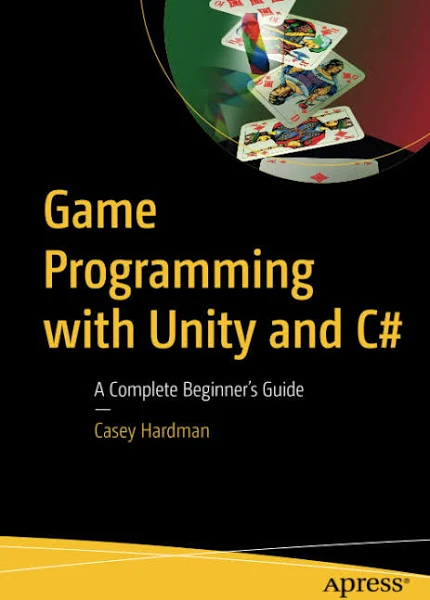 Game
Programming
with Unity and C#
A Complete Beginner's Guide
—
Casey Hardman
Apress®